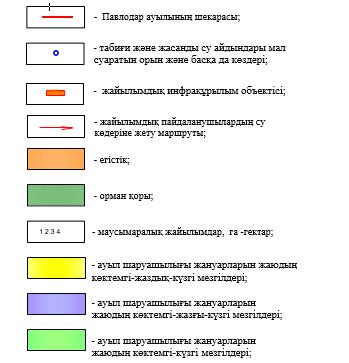 - Павлодар ауылының шекарасы;
- табиғи және жасанды су айдындары мал
суаратын орын және басқа да көздері;
- жайылымдық инфрақұрылым объектісі;
- жайылымдық пайдаланушылардың су
көдеріне жету маршруты;
- егістік;
- орман қоры;
1 2 3 4
- маусымаралық жайылымдар, га -гектар;
- ауыл шаруашылығы жануарларын жаюдың
көктемгі-жаздық-күзгі мезгілдері;
- ауыл шаруашылығы жануарларын
жаюдың көктемгі-жазғы-күзгі мезгілдері;
- ауыл шаруашылығы жануарларын
жаюдың көктемгі-күзгі мезгілдері;